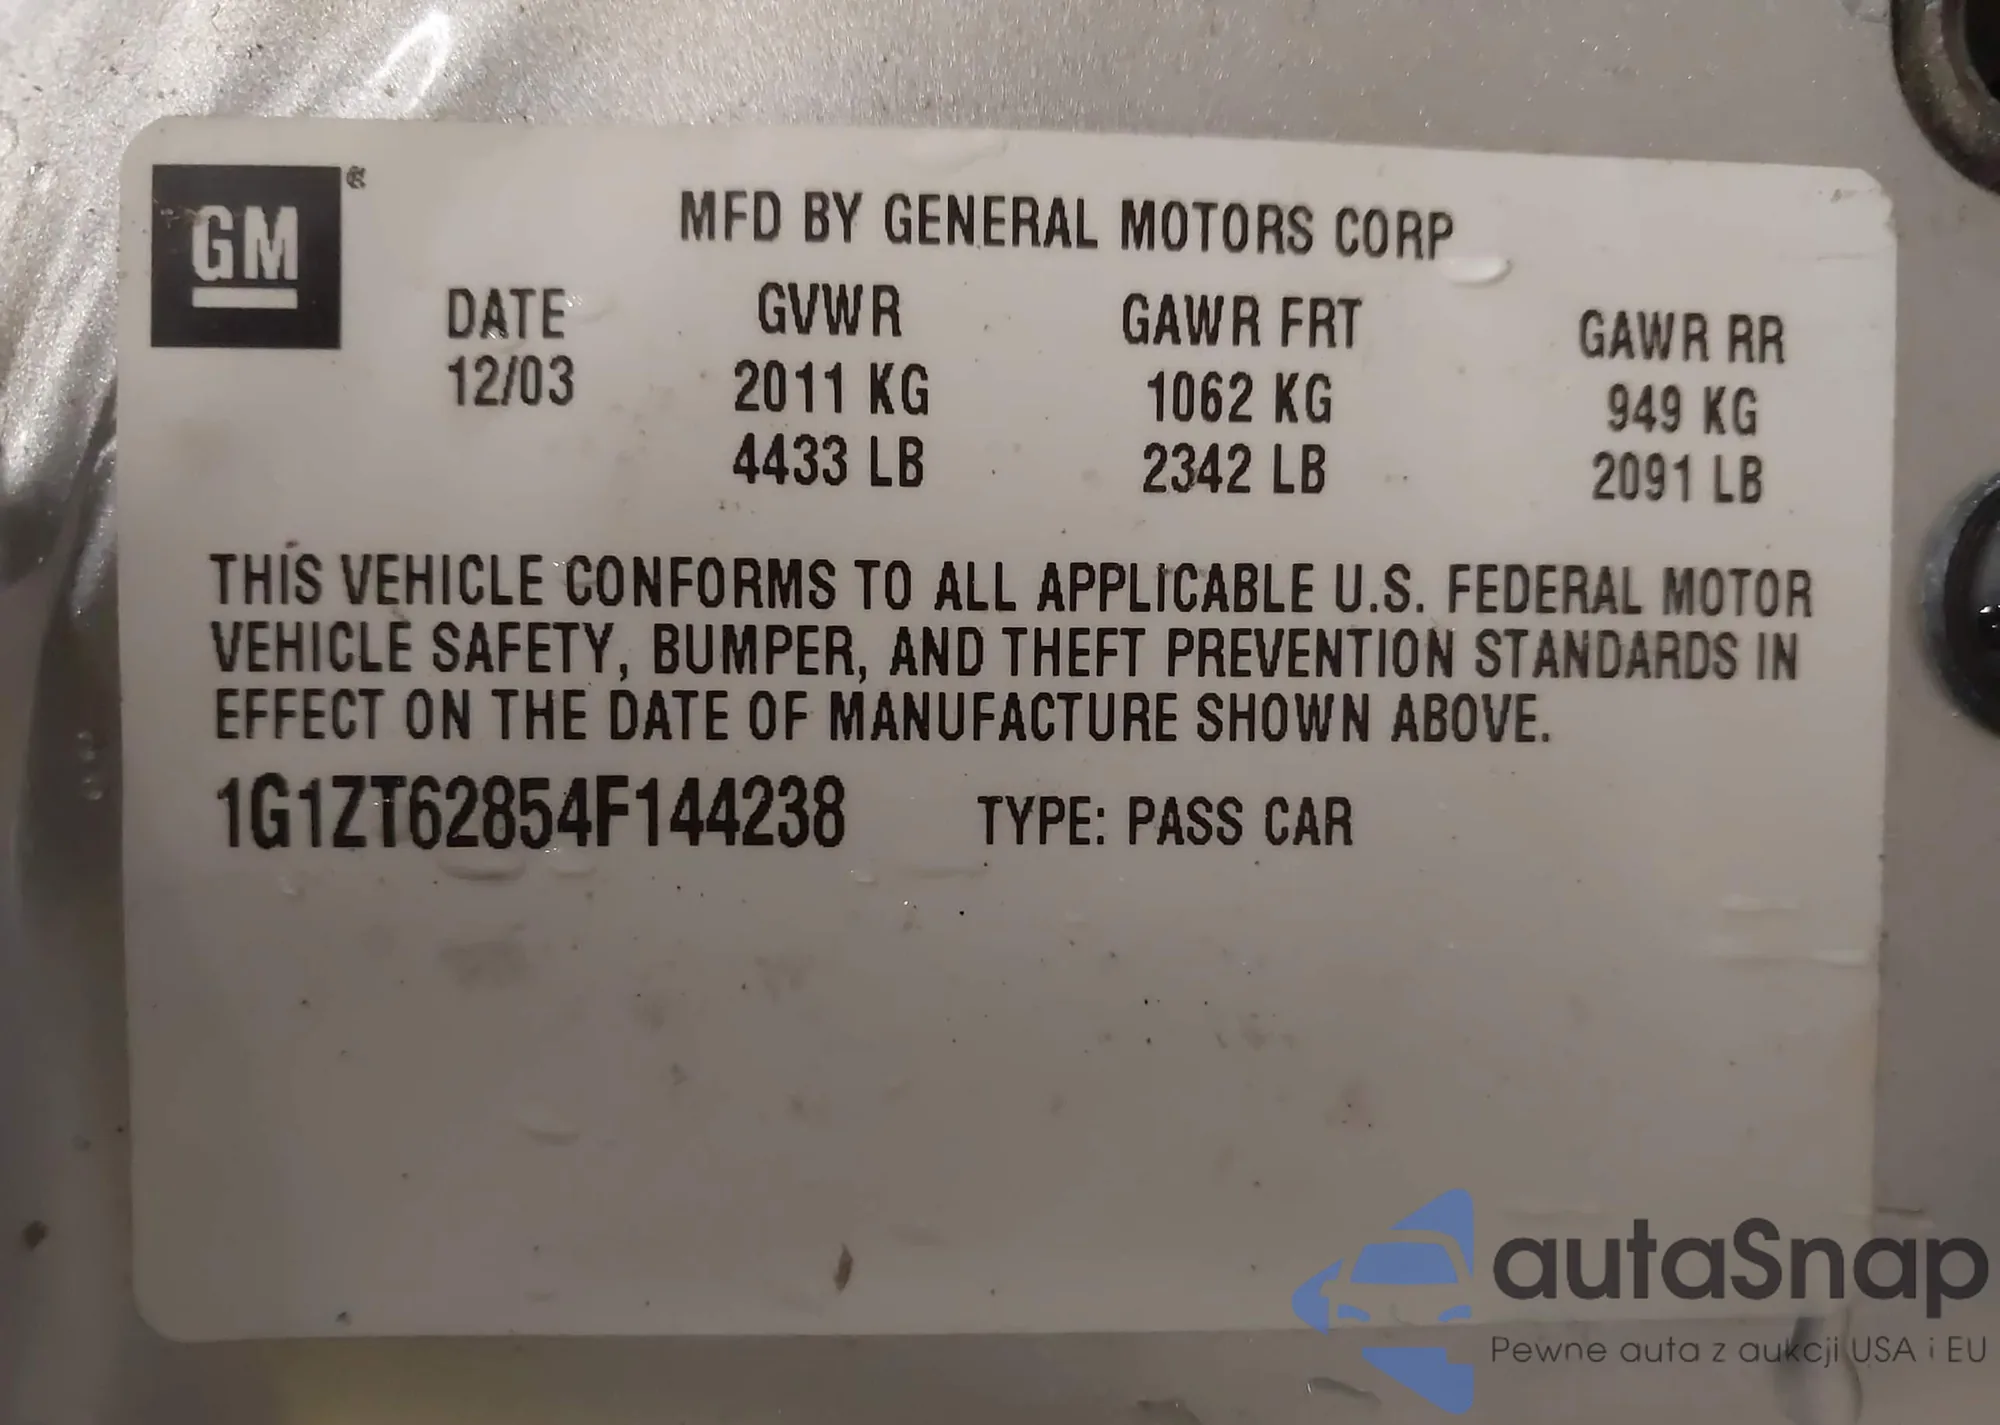 GM
MFD BY GENERAL MOTORS CORP
DATE GVWR GAWR FRT GAWR RR
12/03 2011 KG 1062 KG 949 KG
4433 LB 2342 LB 2091 LB
THIS VEHICLE CONFORMS TO ALL APPLICABLE U.S. FEDERAL MOTOR
VEHICLE SAFETY, BUMPER, AND THEFT PREVENTION STANDARDS IN
EFFECT ON THE DATE OF MANUFACTURE SHOWN ABOVE.
1G1ZT62854F144238 TYPE: PASS CAR
autaSnap
Pewne auta z aukcji USA i EU